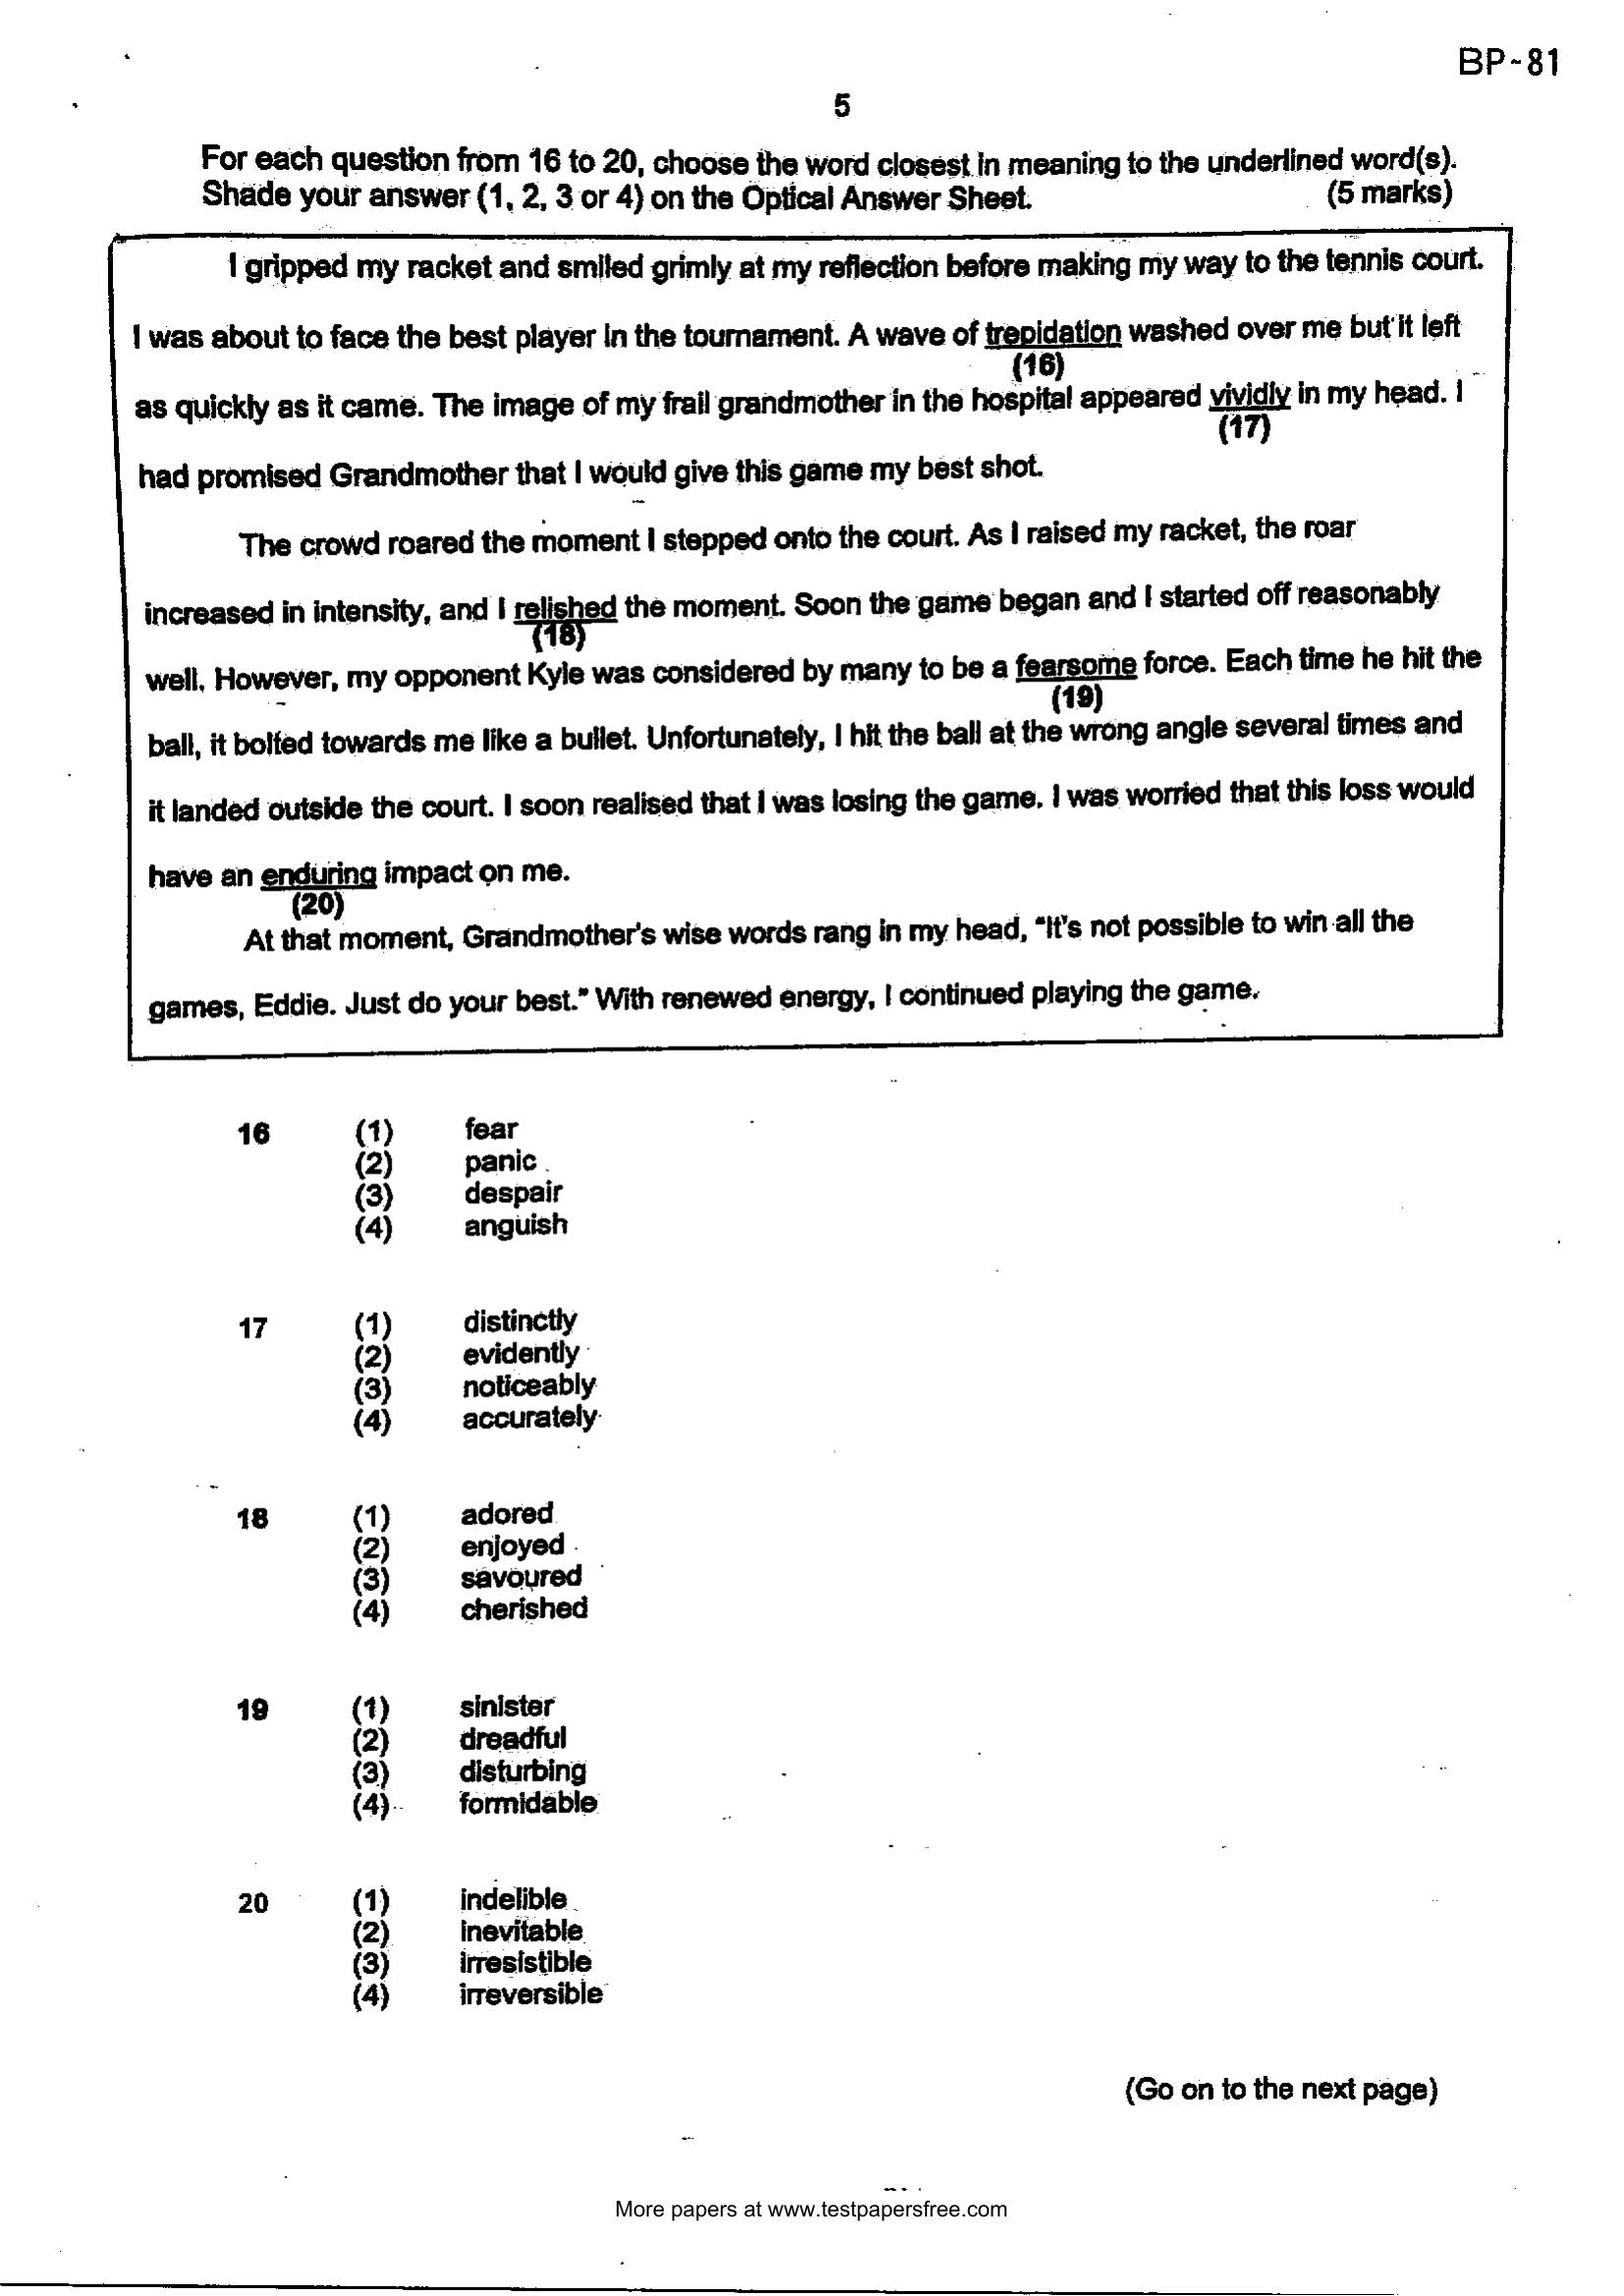 BP-81
5
For each question from 16 to 20, choose the word closest in meaning to the underlined word(s).
Shade your answer (1, 2, 3 or 4) on the Optical Answer Sheet. (5 marks)
I gripped my racket and smiled grimly at my reflection before making my way to the tennis court.
I was about to face the best player in the tournament. A wave of trepidation washed over me but it left
(16)
as quickly as it came. The image of my frail grandmother in the hospital appeared vividly in my head. I
(17)
had promised Grandmother that I would give this game my best shot.
The crowd roared the moment I stepped onto the court. As I raised my racket, the roar
increased in intensity, and I relished the moment. Soon the game began and I started off reasonably
(18)
well. However, my opponent Kyle was considered by many to be a fearsome force. Each time he hit the
(19)
ball, it bolted towards me like a bullet. Unfortunately, I hit the ball at the wrong angle several times and
it landed outside the court. I soon realised that I was losing the game. I was worried that this loss would
have an enduring impact on me.
(20)
At that moment, Grandmother's wise words rang in my head, "It's not possible to win all the
games, Eddie. Just do your best." With renewed energy, I continued playing the game.
16 (1) fear
(2) panic
(3) despair
(4) anguish
17 (1) distinctly
(2) evidently
(3) noticeably
(4) accurately
18 (1) adored
(2) enjoyed
(3) savoured
(4) cherished
19 (1) sinister
(2) dreadful
(3) disturbing
(4) formidable
20 (1) indelible
(2) inevitable
(3) irresistible
(4) irreversible
(Go on to the next page)
More papers at www.testpapersfree.com